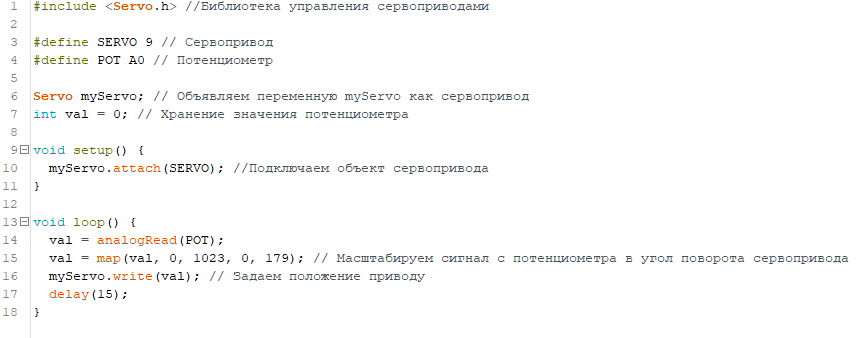 1 #include <Servo.h> //Библиотека управления сервоприводами
2
3 #define SERVO 9 // Сервопривод
4 #define POT A0 // Потенциометр
5
6 Servo myServo; // Объявляем переменную myServo как сервопривод
7 int val = 0; // Хранение значения потенциометра
8
9 void setup() {
10 myServo.attach(SERVO); //Подключаем объект сервопривода
11 }
12
13 void loop() {
14 val = analogRead(POT);
15 val = map(val, 0, 1023, 0, 179); // Масштабируем сигнал с потенциометра в угол поворота сервопривода
16 myServo.write(val); // Задаем положение приводу
17 delay(15);
18 }